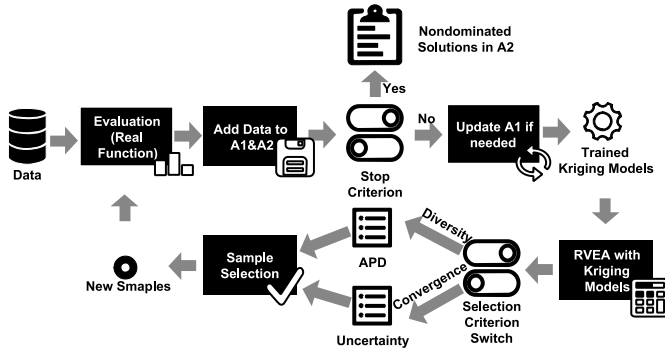 Nondominated
Solutions in A2
Yes
Data
Evaluation
(Real
Function)
Add Data to
A1&A2
Stop
Criterion
No
Update A1 if
needed
Trained
Kriging Models
RVEA with
Kriging
Models
Selection
Criterion
Switch
Diversity
Convergence
APD
Uncertainty
Sample
Selection
New Smaples